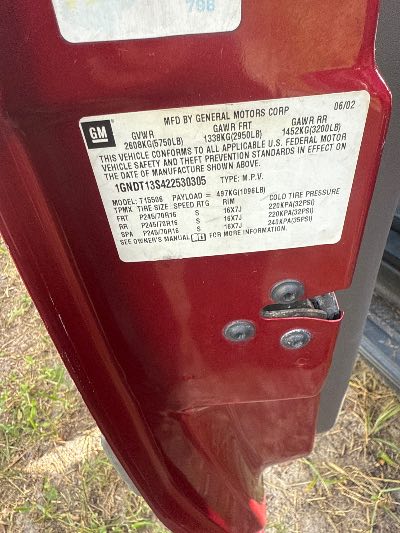 798
06/02
MFD BY GENERAL MOTORS CORP
GM GVWR GAWR FRT GAWR RR
2608KG(5750LB) 1338KG(2950LB) 1452KG(3200LB)
THIS VEHICLE CONFORMS TO ALL APPLICABLE U.S. FEDERAL MOTOR
VEHICLE SAFETY AND THEFT PREVENTION STANDARDS IN EFFECT ON
THE DATE OF MANUFACTURE SHOWN ABOVE.
1GNDT13S422530305 TYPE: M.P.V.
MODEL: T15506 PAYLOAD = 497KG(1096LB)
TPMX TIRE SIZE SPEED RTG RIM COLD TIRE PRESSURE
FRT P245/70R16 S 16X7J 220KPA(32PSI)
RR P245/70R16 S 16X7J 220KPA(32PSI)
SPA P245/70R16 S 16X7J 240KPA(35PSI)
SEE OWNER'S MANUAL FOR MORE INFORMATION.